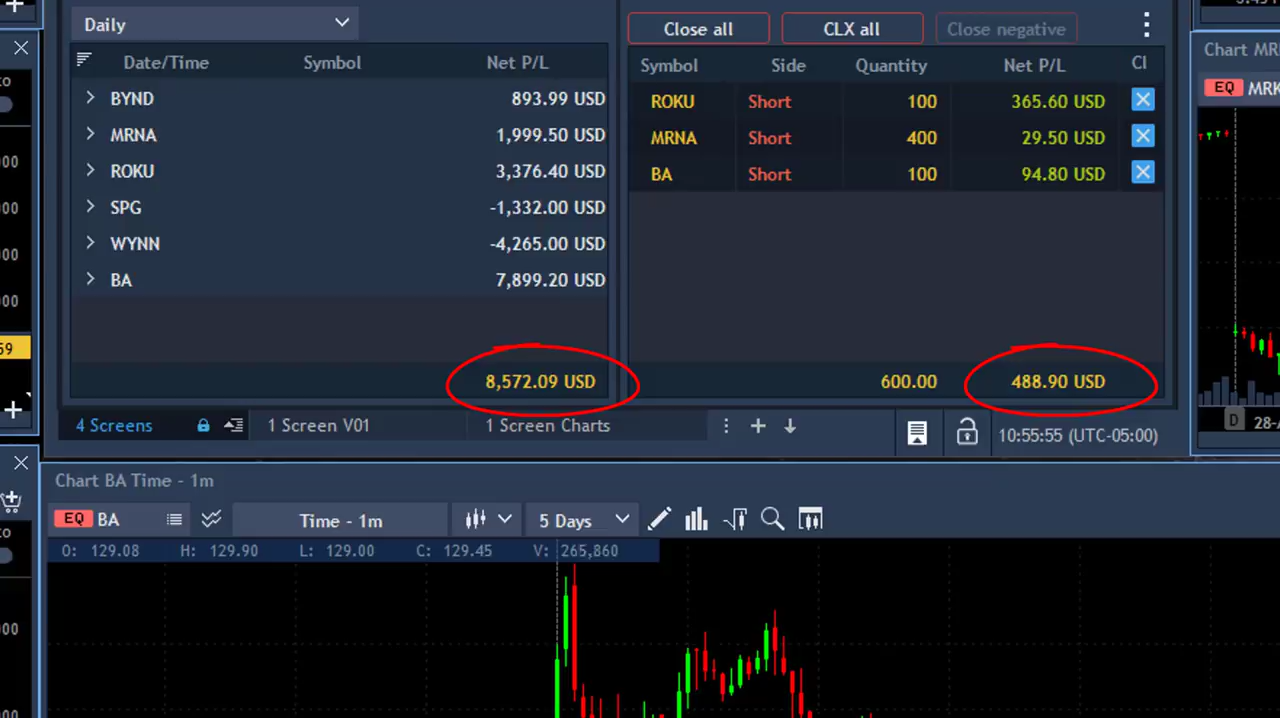 Daily
Date/Time Symbol Net P/L
BYND 893.99 USD
MRNA 1,999.50 USD
ROKU 3,376.40 USD
SPG -1,332.00 USD
WYNN -4,265.00 USD
BA 7,899.20 USD
8,572.09 USD
Close all CLX all Close negative
Symbol Side Quantity Net P/L Cl
ROKU Short 100 365.60 USD
MRNA Short 400 29.50 USD
BA Short 100 94.80 USD
600.00 488.90 USD
4 Screens 1 Screen V01 1 Screen Charts
10:55:55 (UTC-05:00)
Chart BA Time - 1m
EQ BA Time - 1m 5 Days
O: 129.08 H: 129.90 L: 129.00 C: 129.45 V: 265,860
EQ
D